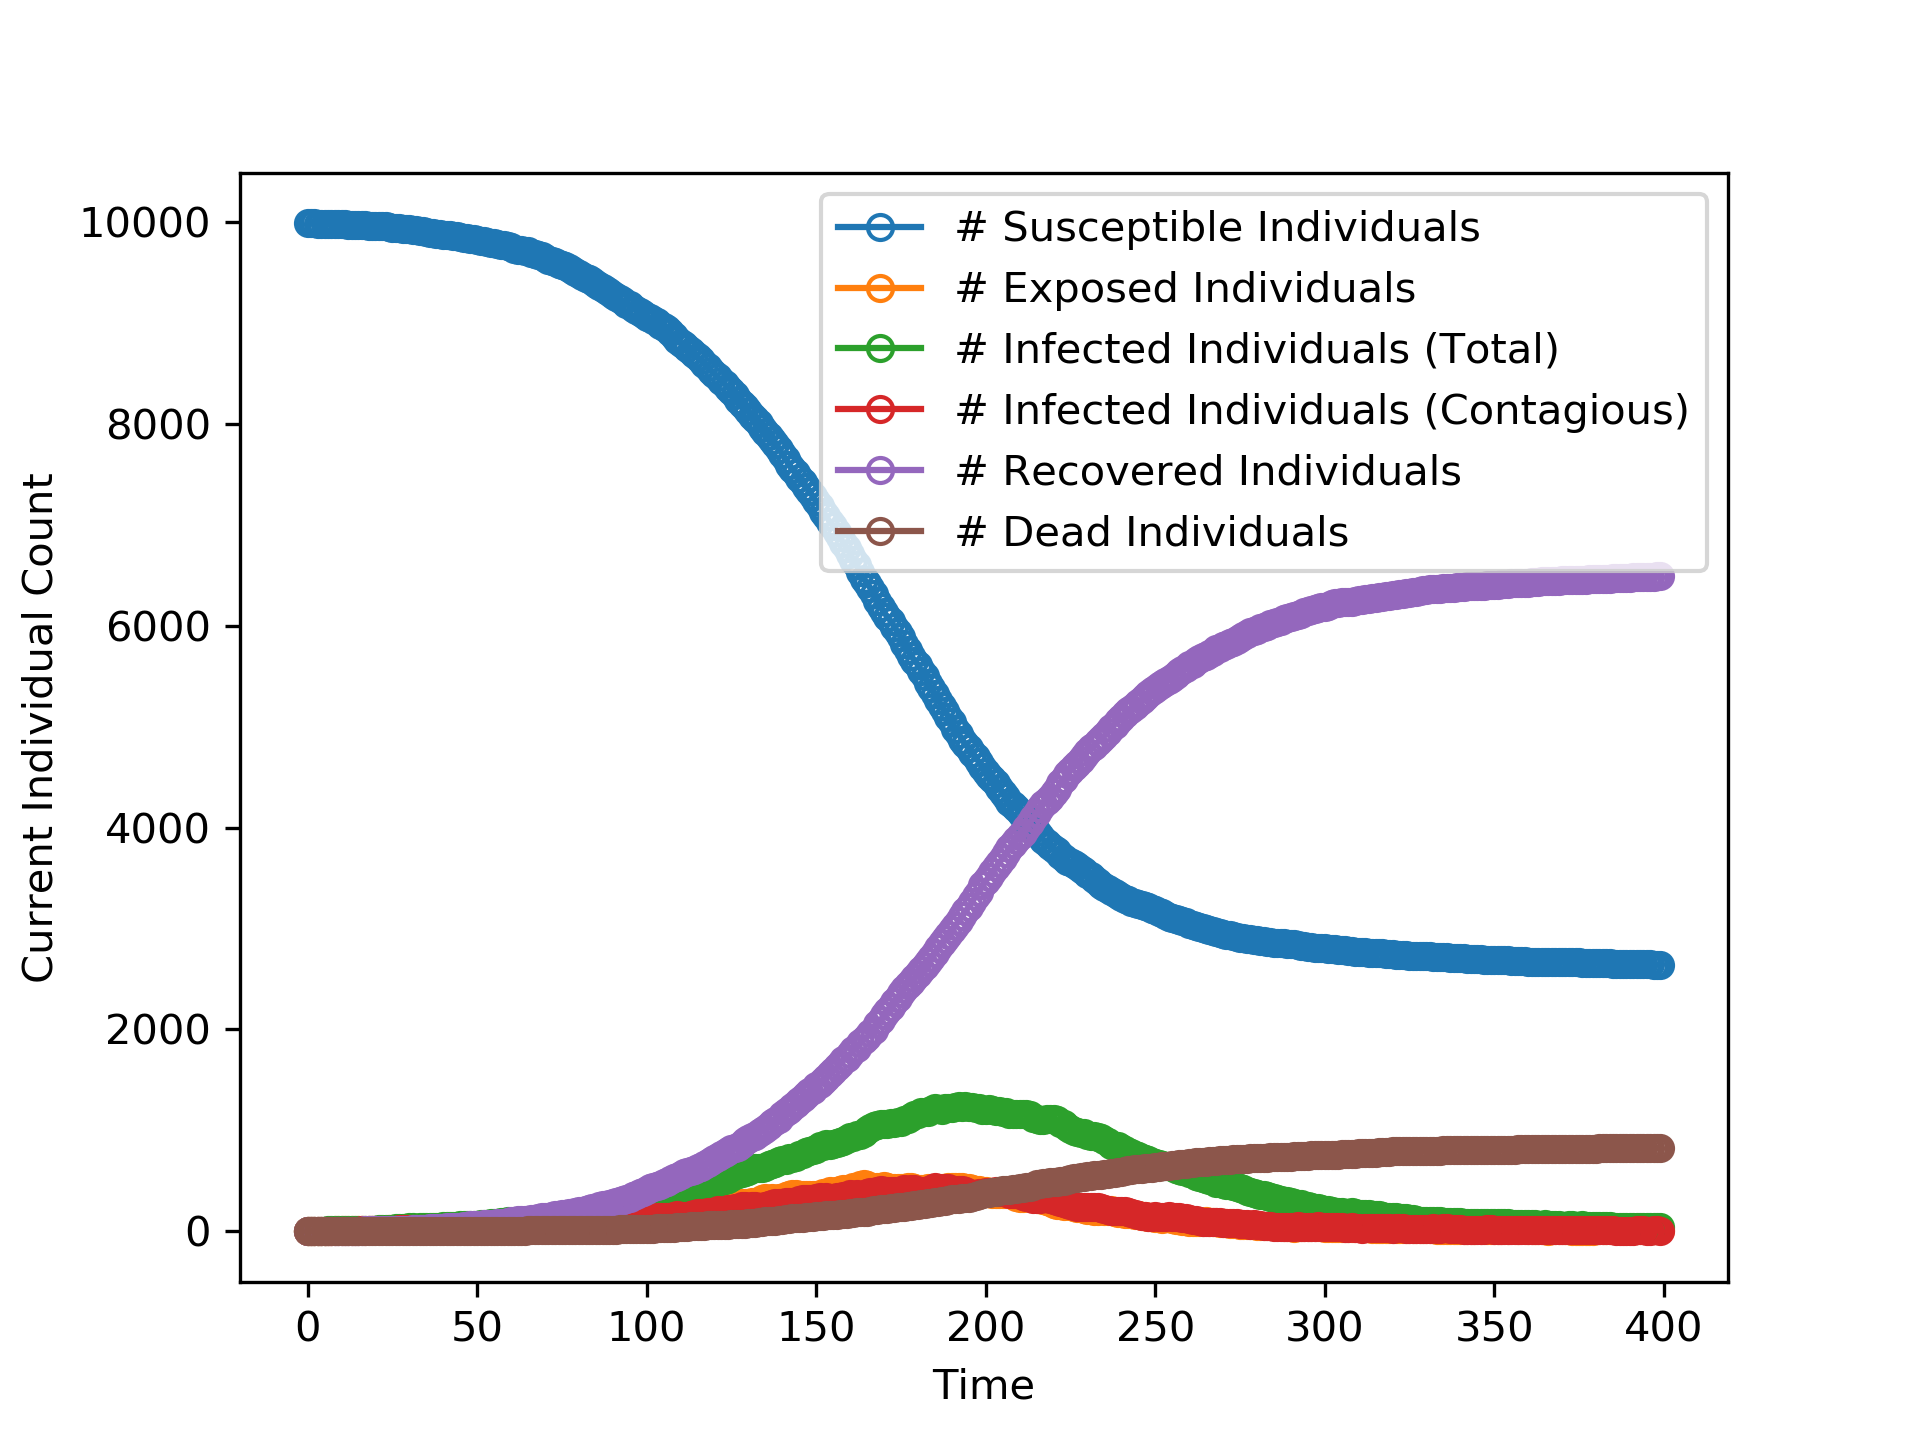 # Susceptible Individuals
# Exposed Individuals
# Infected Individuals (Total)
# Infected Individuals (Contagious)
# Recovered Individuals
# Dead Individuals
Current Individual Count
10000
8000
6000
4000
2000
0
0 50 100 150 200 250 300 350 400
Time